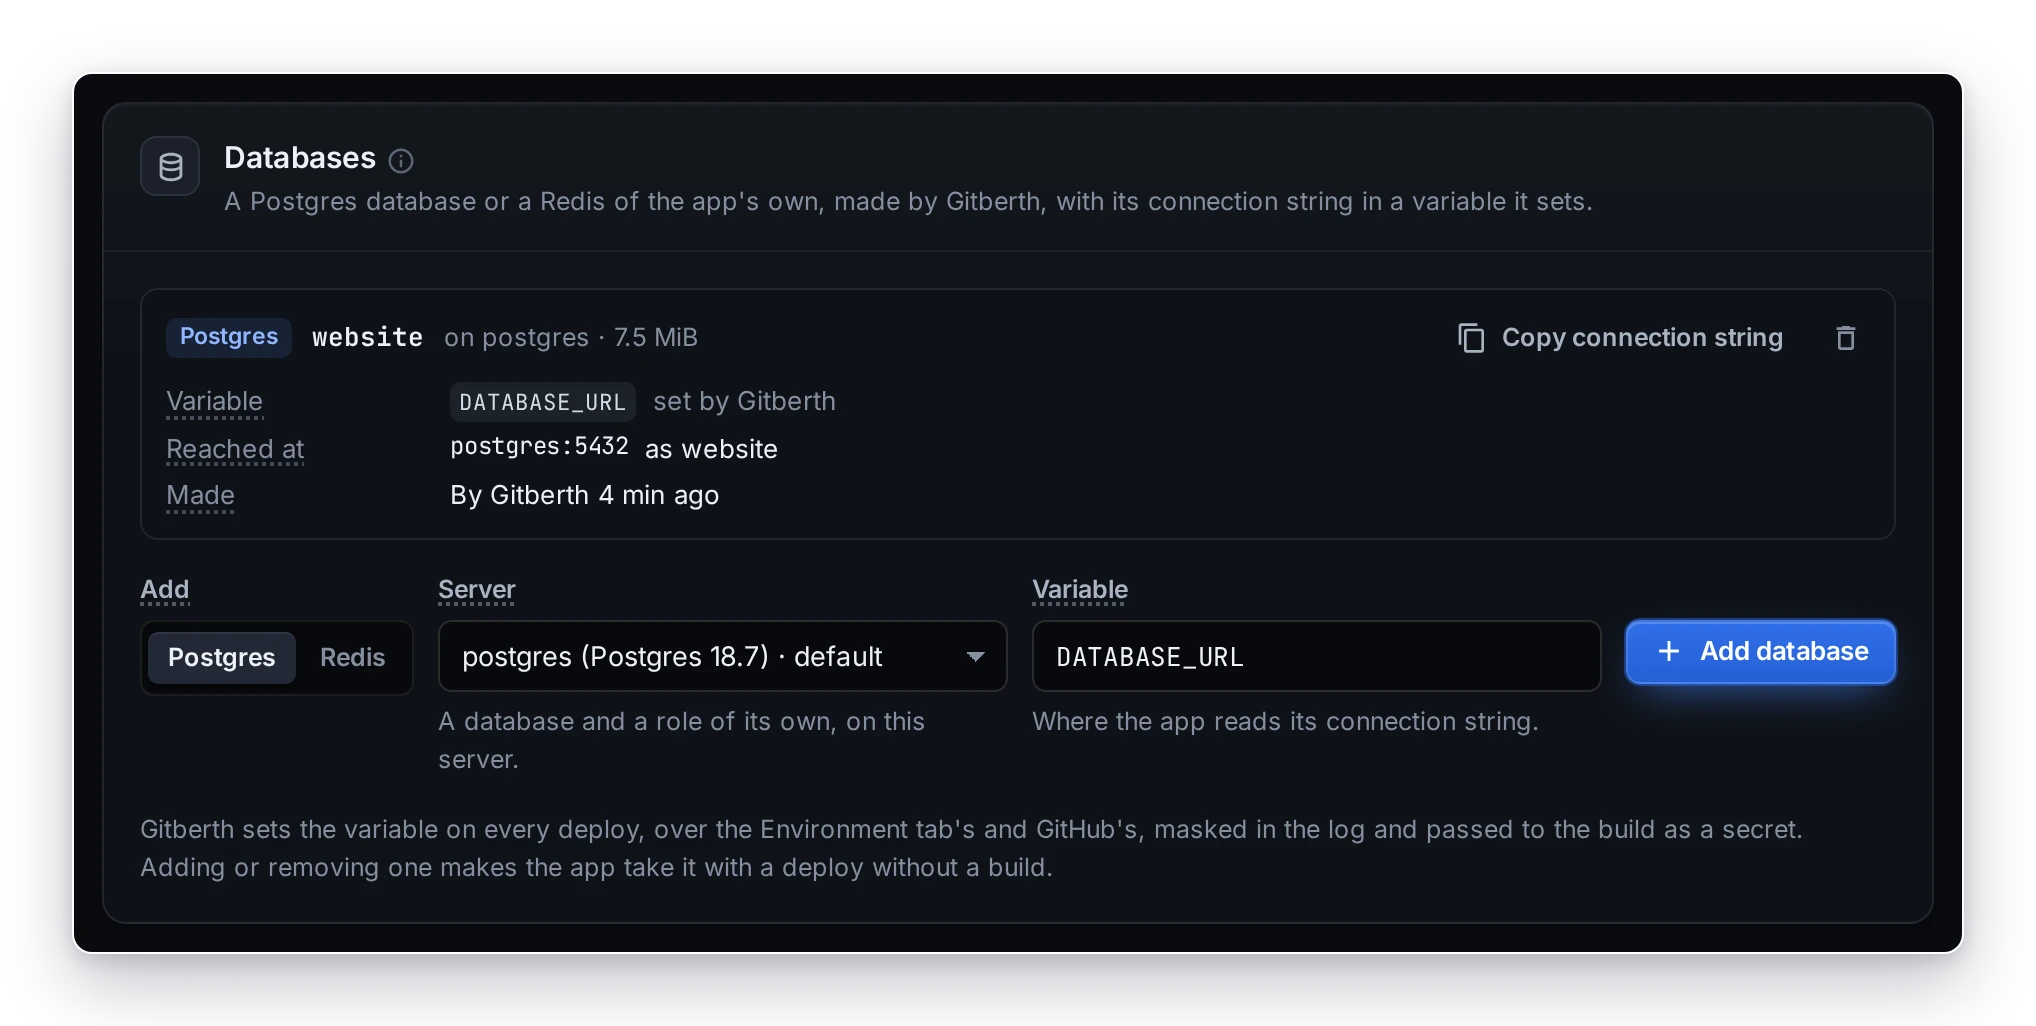 Databases
A Postgres database or a Redis of the app's own, made by Gitberth, with its connection string in a variable it sets.
Postgres website on postgres · 7.5 MiB Copy connection string
Variable DATABASE_URL set by Gitberth
Reached at postgres:5432 as website
Made By Gitberth 4 min ago
Add Server Variable
Postgres Redis postgres (Postgres 18.7) · default DATABASE_URL + Add database
A database and a role of its own, on this Where the app reads its connection string.
server.
Gitberth sets the variable on every deploy, over the Environment tab's and GitHub's, masked in the log and passed to the build as a secret.
Adding or removing one makes the app take it with a deploy without a build.